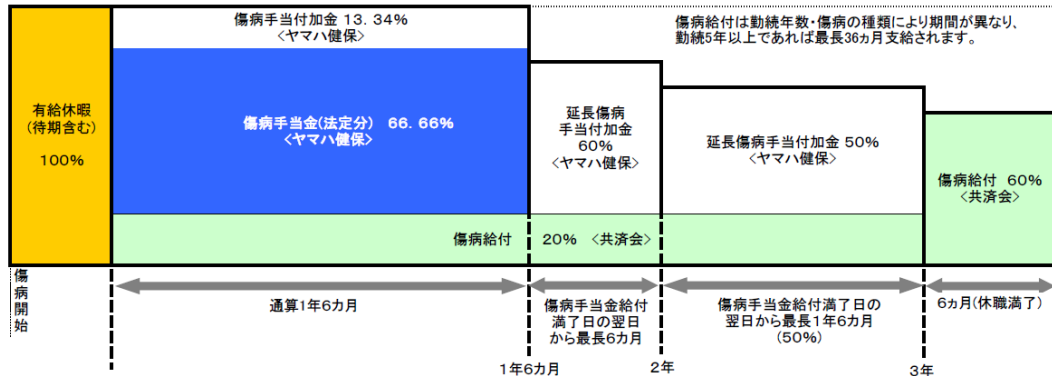 傷病手当付加金 13.34%
<ヤマハ健保>
傷病給付は勤続年数・傷病の種類により期間が異なり、
勤続5年以上であれば最長36ヵ月支給されます。
有給休暇
(待期含む)
100%
傷病手当金(法定分) 66.66%
<ヤマハ健保>
延長傷病
手当付加金
60%
<ヤマハ健保>
延長傷病手当付加金 50%
<ヤマハ健保>
傷病給付 60%
<共済会>
傷病給付 20% <共済会>
傷病開始
通算1年6カ月
傷病手当金給付
満了日の翌日
から最長6カ月
傷病手当金給付満了日の
翌日から最長1年6カ月
(50%)
6ヵ月(休職満了)
1年6カ月
2年
3年